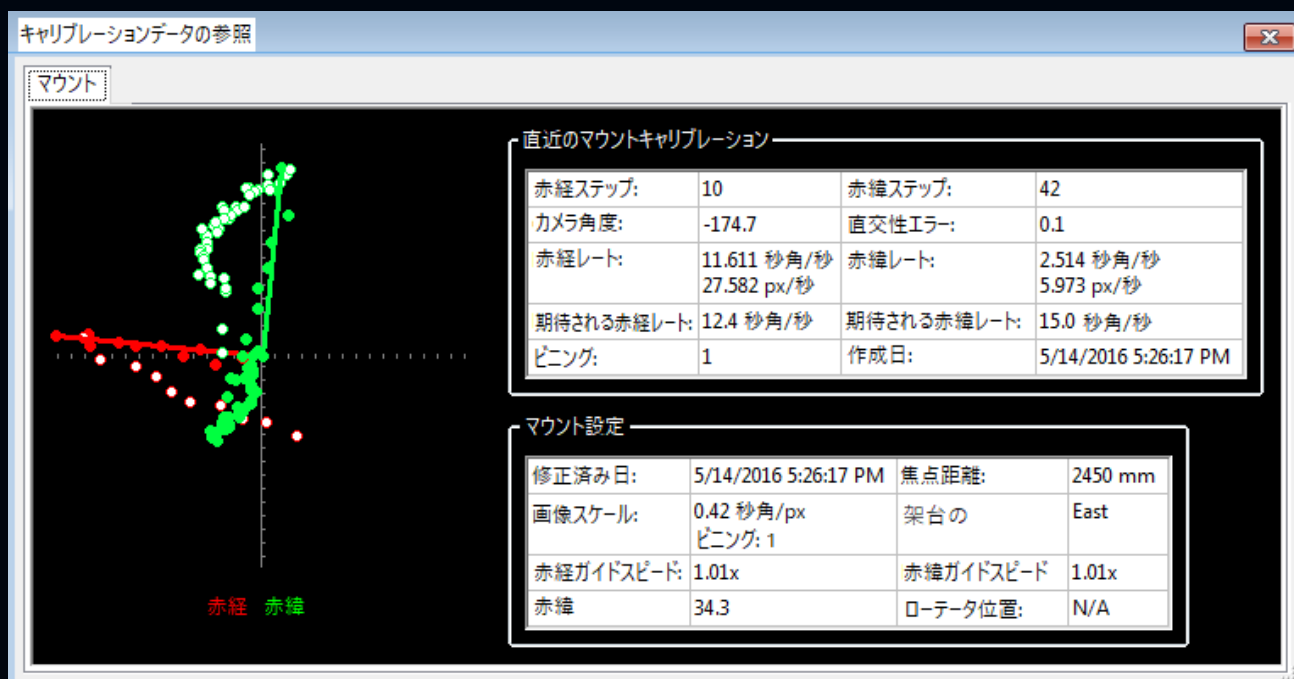 キャリブレーションデータの参照
マウント
直近のマウントキャリブレーション
赤経ステップ: 10 赤緯ステップ: 42
カメラ角度: -174.7 直交性エラー: 0.1
赤経レート: 11.611 秒角/秒 赤緯レート: 2.514 秒角/秒
27.582 px/秒 5.973 px/秒
期待される赤経レート: 12.4 秒角/秒 期待される赤緯レート: 15.0 秒角/秒
ビニング: 1 作成日: 5/14/2016 5:26:17 PM
マウント設定
修正済み日: 5/14/2016 5:26:17 PM 焦点距離: 2450 mm
画像スケール: 0.42 秒角/px 架台の East
ビニング: 1
赤経ガイドスピード: 1.01x 赤緯ガイドスピード 1.01x
赤緯 34.3 ローテータ位置: N/A
赤経 赤緯